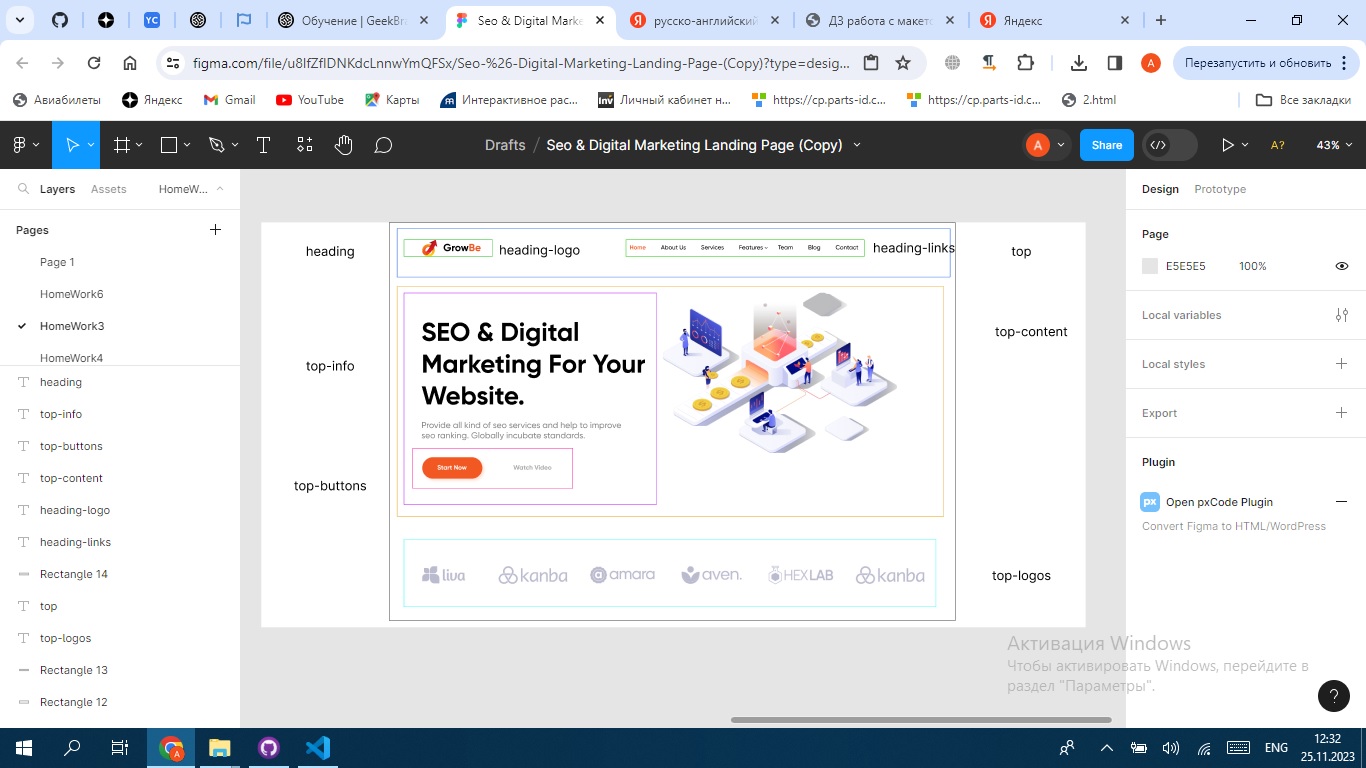 Обучение | GeekBra
Seo & Digital Marke
русско-английский
ДЗ работа с макето
Яндекс
figma.com/file/u8IfZflDNKdcLnnwYmQFSx/Seo-%26-Digital-Marketing-Landing-Page-(Copy)?type=desig...
A
Перезапустить и обновить
Авиабилеты
Яндекс
Gmail
YouTube
Карты
Интерактивное рас...
Inv
Личный кабинет н...
https://cp.parts-id.c...
https://cp.parts-id.c...
2.html
Все закладки
Drafts / Seo & Digital Marketing Landing Page (Copy)
A
Share
A?
43%
Layers
Assets
HomeW...
Pages
Page 1
HomeWork6
HomeWork3
HomeWork4
heading
top-info
top-buttons
top-content
heading-logo
heading-links
Rectangle 14
top
top-logos
Rectangle 13
Rectangle 12
heading
GrowBe
heading-logo
Home
About Us
Services
Features
Team
Blog
Contact
heading-links
top
top-info
SEO & Digital
Marketing For Your
Website.
Provide all kind of seo services and help to improve
seo ranking. Globally incubate standards.
top-content
top-buttons
Start Now
Watch Video
liva
kanba
amara
aven.
HEXLAB
kanba
top-logos
Design
Prototype
Page
E5E5E5
100%
Local variables
Local styles
Export
Plugin
px
Open pxCode Plugin
Convert Figma to HTML/WordPress
Активация Windows
Чтобы активировать Windows, перейдите в
раздел "Параметры".
?
A
ENG
12:32
25.11.2023